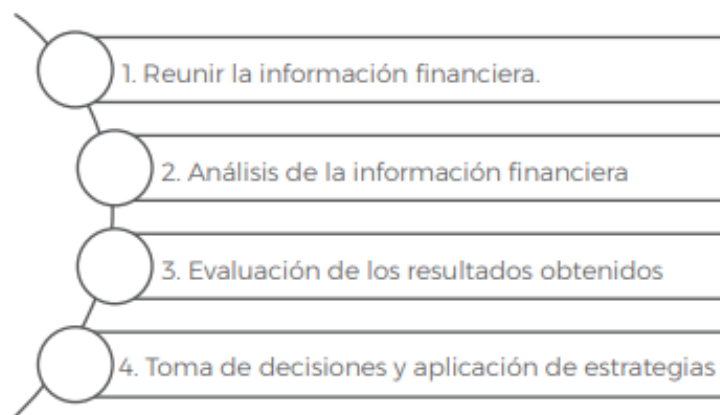 1. Reunir la información financiera.
2. Análisis de la información financiera
3. Evaluación de los resultados obtenidos
4. Toma de decisiones y aplicación de estrategias